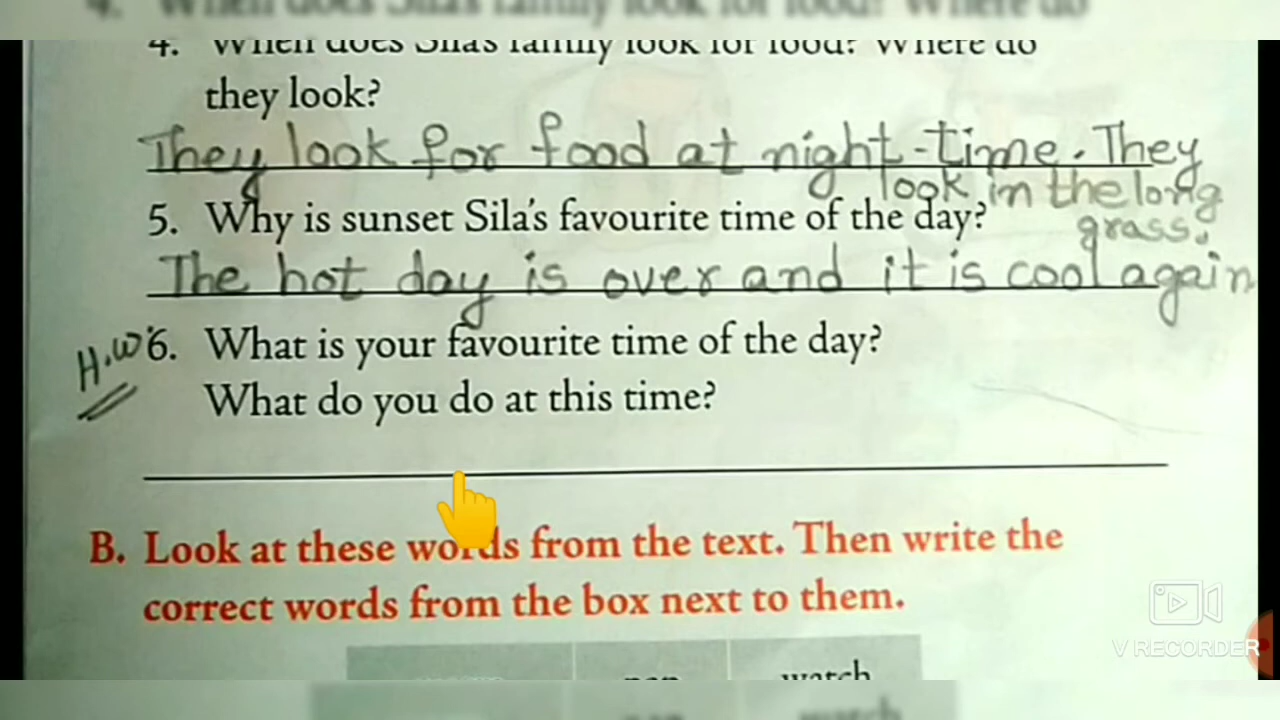 4. When does Sila's family look for food? Where do
they look?
They look for food at night-time. They
look in the long
grass.
5. Why is sunset Sila's favourite time of the day?
The hot day is over and it is cool again
H.W 6. What is your favourite time of the day?
What do you do at this time?
B. Look at these words from the text. Then write the
correct words from the box next to them.
watch
V RECORDER